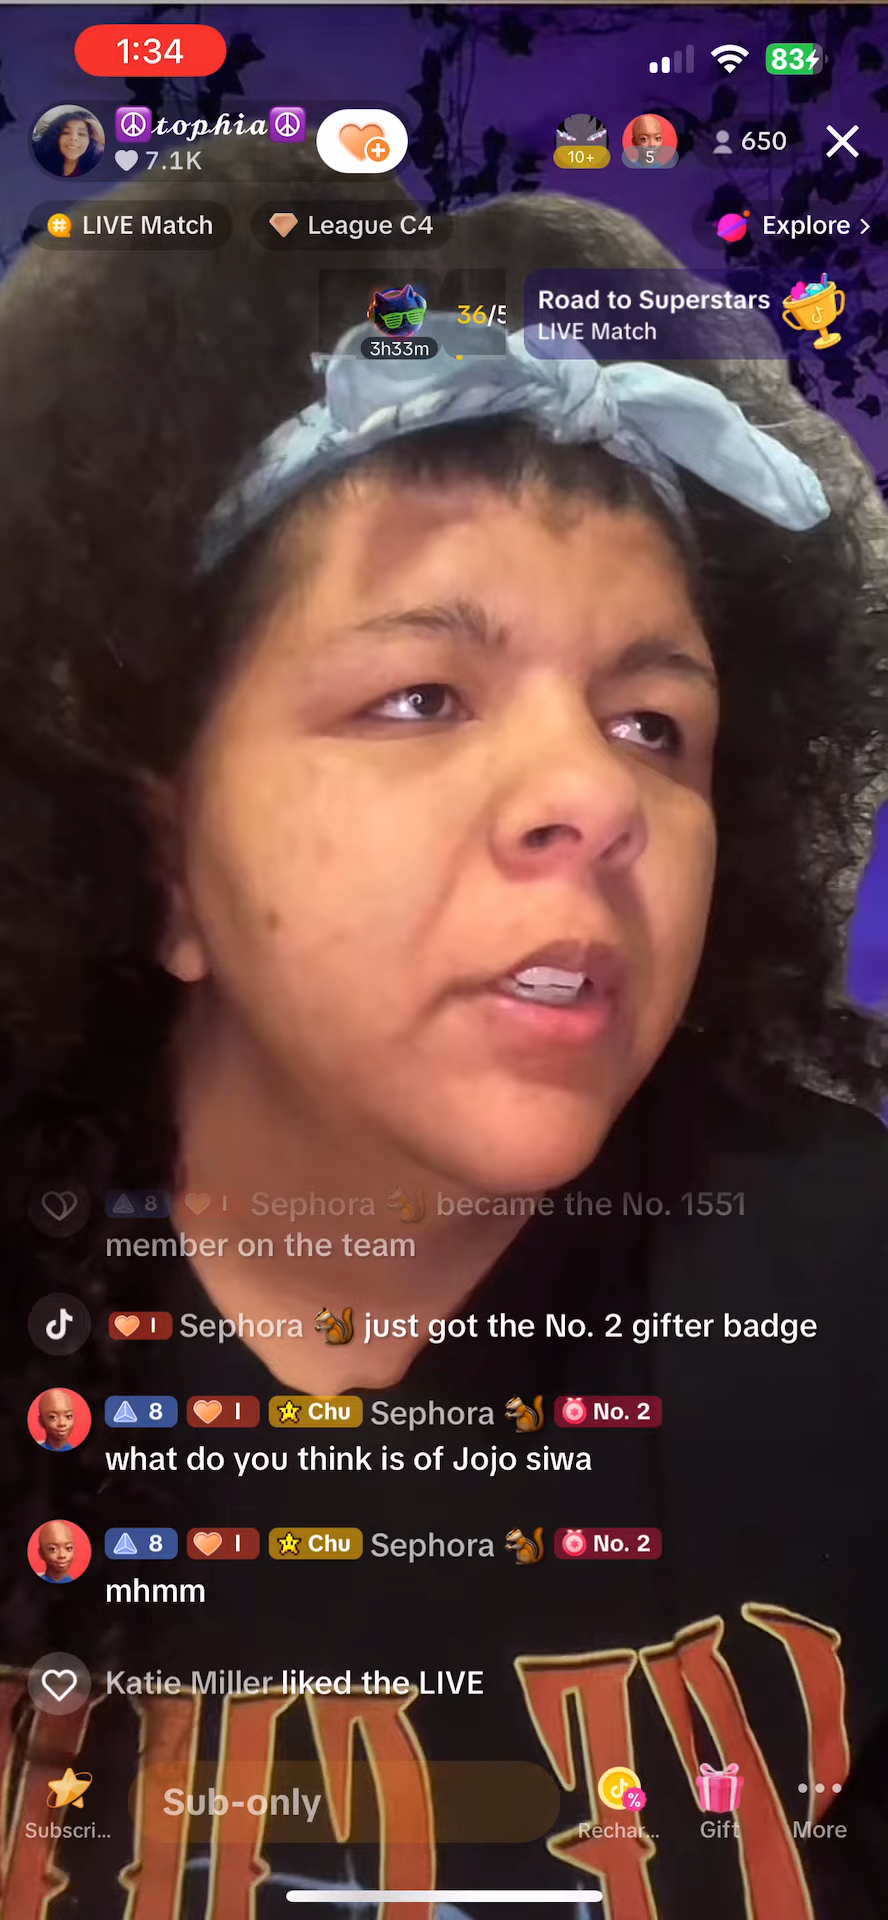 1:34
83
☮️tophia☮️
7.1K
10+
5
650
LIVE Match
League C4
Explore >
3h33m
36/5
Road to Superstars
LIVE Match
8 I Sephora 🐿️ became the No. 1551
member on the team
I Sephora 🐿️ just got the No. 2 gifter badge
8 I Chu Sephora 🐿️ No. 2
what do you think is of Jojo siwa
8 I Chu Sephora 🐿️ No. 2
mhmm
Katie Miller liked the LIVE
Sub-only
Subscri...
Rechar...
Gift
More